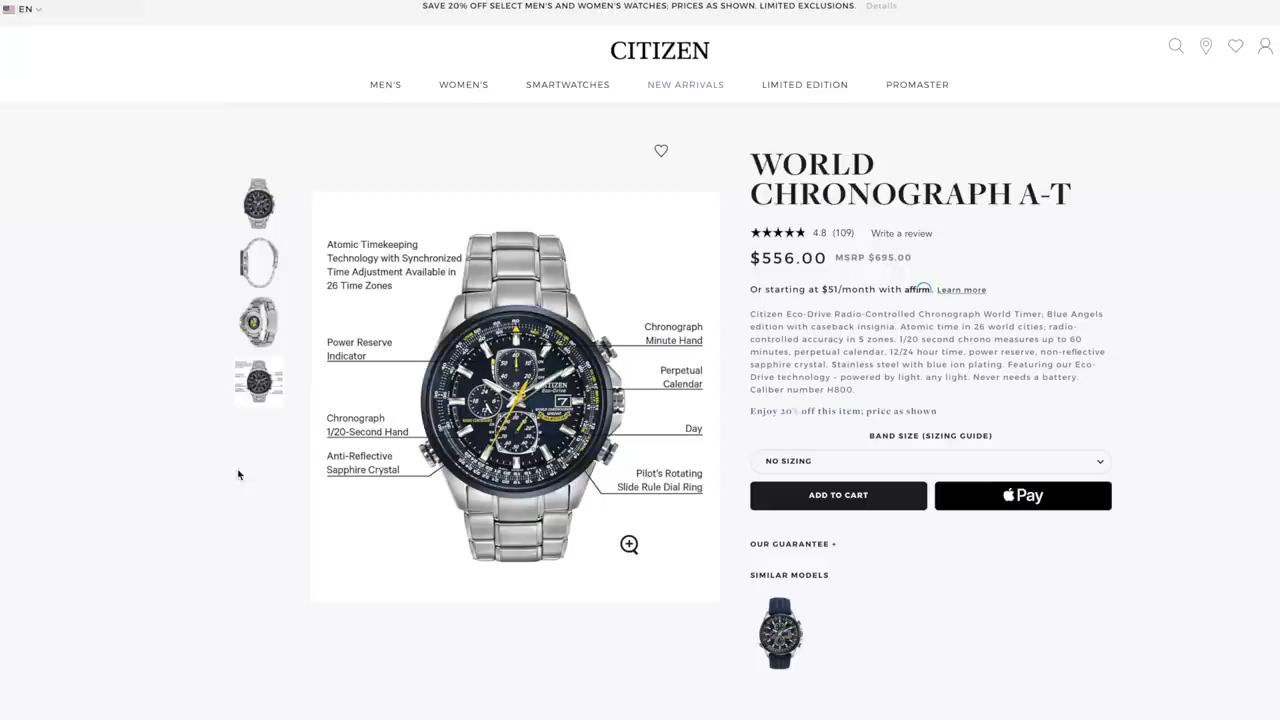 EN
SAVE 20% OFF SELECT MEN'S AND WOMEN'S WATCHES; PRICES AS SHOWN. LIMITED EXCLUSIONS. Details
CITIZEN
MEN'S WOMEN'S SMARTWATCHES NEW ARRIVALS LIMITED EDITION PROMASTER
Atomic Timekeeping
Technology with Synchronized
Time Adjustment Available in
26 Time Zones
Power Reserve
Indicator
Chronograph
1/20-Second Hand
Anti-Reflective
Sapphire Crystal
Chronograph
Minute Hand
Perpetual
Calendar
Day
Pilot's Rotating
Slide Rule Dial Ring
CITIZEN
Eco-Drive
7
WORLD
CHRONOGRAPH A-T
4.8 (109) Write a review
$556.00 MSRP $695.00
Or starting at $51/month with affirm. Learn more
Citizen Eco-Drive Radio-Controlled Chronograph World Timer; Blue Angels
edition with caseback insignia. Atomic time in 26 world cities; radio-
controlled accuracy in 5 zones. 1/20 second chrono measures up to 60
minutes, perpetual calendar, 12/24 hour time, power reserve, non-reflective
sapphire crystal. Stainless steel with blue ion plating. Featuring our Eco-
Drive technology – powered by light. any light. Never needs a battery.
Caliber number H800.
Enjoy 20% off this item; price as shown
BAND SIZE (SIZING GUIDE)
NO SIZING
ADD TO CART
Pay
OUR GUARANTEE +
SIMILAR MODELS